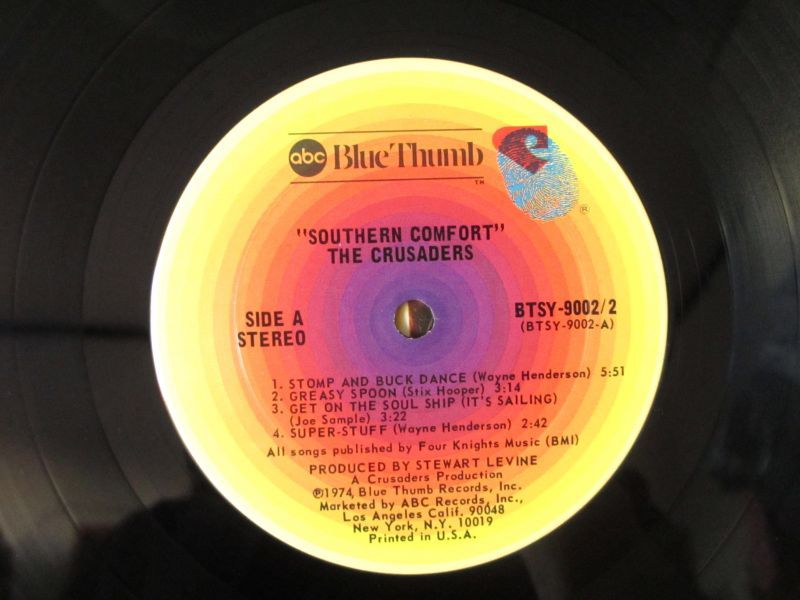 abc Blue Thumb
TM
®
"SOUTHERN COMFORT"
THE CRUSADERS
SIDE A
STEREO
BTSY-9002/2
(BTSY-9002-A)
1. STOMP AND BUCK DANCE (Wayne Henderson) 5:51
2. GREASY SPOON (Stix Hooper) 3:14
3. GET ON THE SOUL SHIP (IT'S SAILING)
(Joe Sample) 3:22
4. SUPER-STUFF (Wayne Henderson) 2:42
All songs published by Four Knights Music (BMI)
PRODUCED BY STEWART LEVINE
A Crusaders Production
℗1974, Blue Thumb Records, Inc.
Marketed by ABC Records, Inc.,
Los Angeles Calif. 90048
New York, N.Y. 10019
Printed in U.S.A.